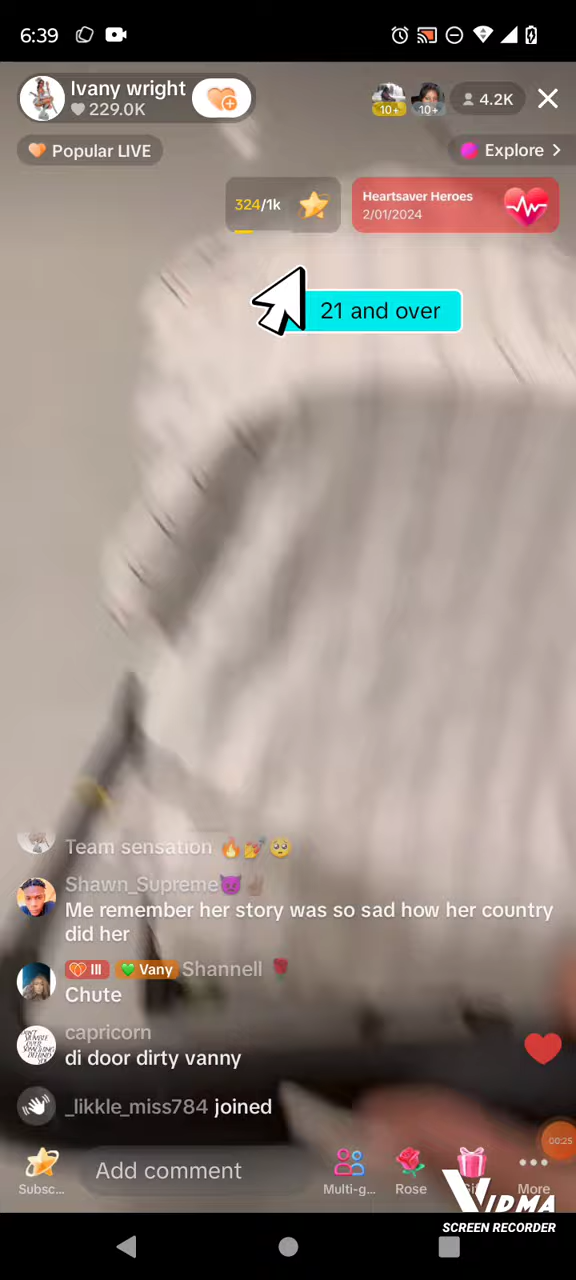 6:39
Ivany wright
229.0K
10+
10+
4.2K
Popular LIVE
Explore >
324/1k
Heartsaver Heroes
2/01/2024
21 and over
Team sensation 🔥💅🥺
Shawn_Supreme😈✌🏽
Me remember her story was so sad how her country
did her
III Vany Shannell 🌹
Chute
capricorn
di door dirty vanny
_likkle_miss784 joined
00:25
Add comment
Subsc...
Multi-g...
Rose
More
VIDMA
SCREEN RECORDER